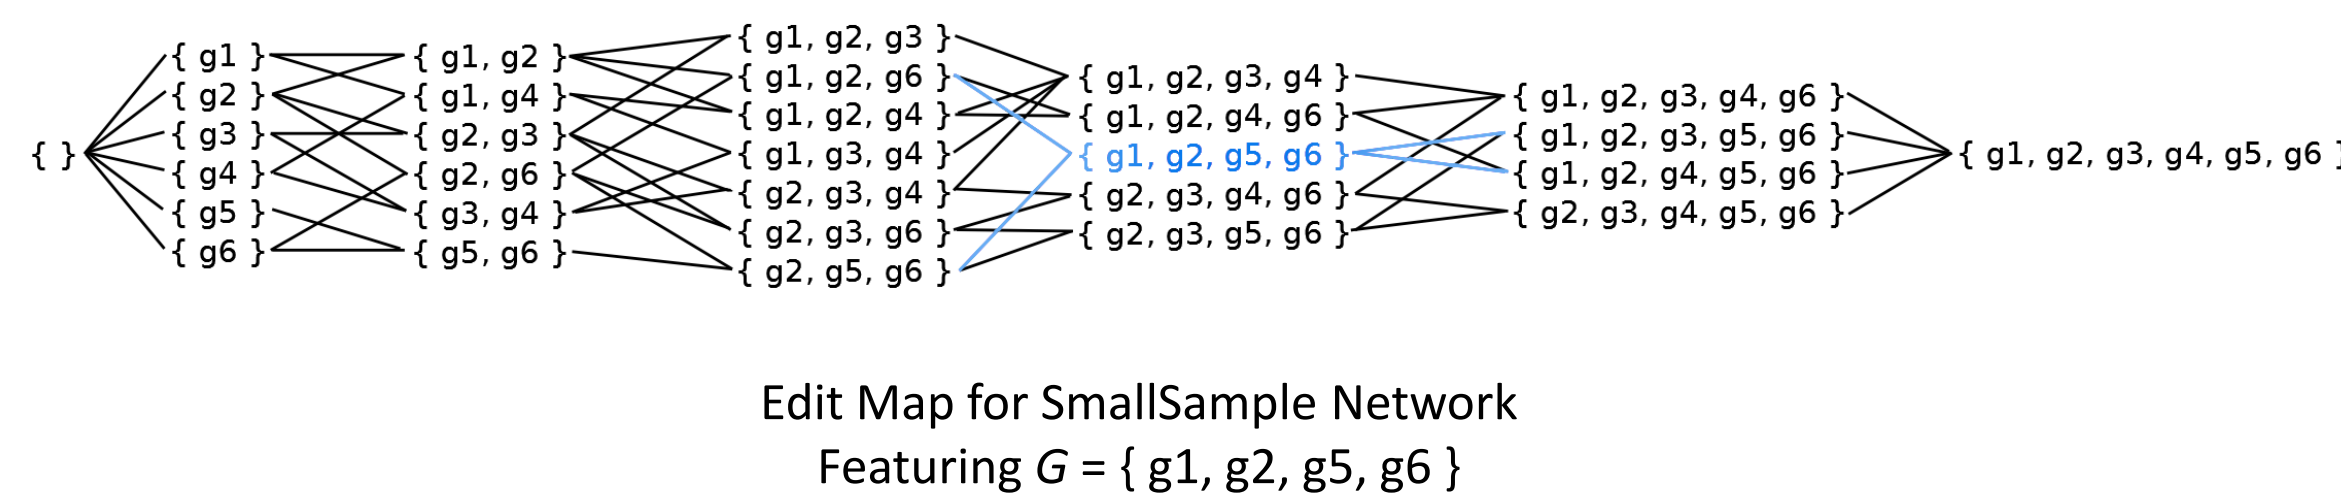 { }
{ g1 }
{ g2 }
{ g3 }
{ g4 }
{ g5 }
{ g6 }
{ g1, g2 }
{ g1, g4 }
{ g2, g3 }
{ g2, g6 }
{ g3, g4 }
{ g5, g6 }
{ g1, g2, g3 }
{ g1, g2, g6 }
{ g1, g2, g4 }
{ g1, g3, g4 }
{ g2, g3, g4 }
{ g2, g3, g6 }
{ g2, g5, g6 }
{ g1, g2, g3, g4 }
{ g1, g2, g4, g6 }
{ g1, g2, g5, g6 }
{ g2, g3, g4, g6 }
{ g2, g3, g5, g6 }
{ g1, g2, g3, g4, g6 }
{ g1, g2, g3, g5, g6 }
{ g1, g2, g4, g5, g6 }
{ g2, g3, g4, g5, g6 }
{ g1, g2, g3, g4, g5, g6 }
Edit Map for SmallSample Network
Featuring G = { g1, g2, g5, g6 }